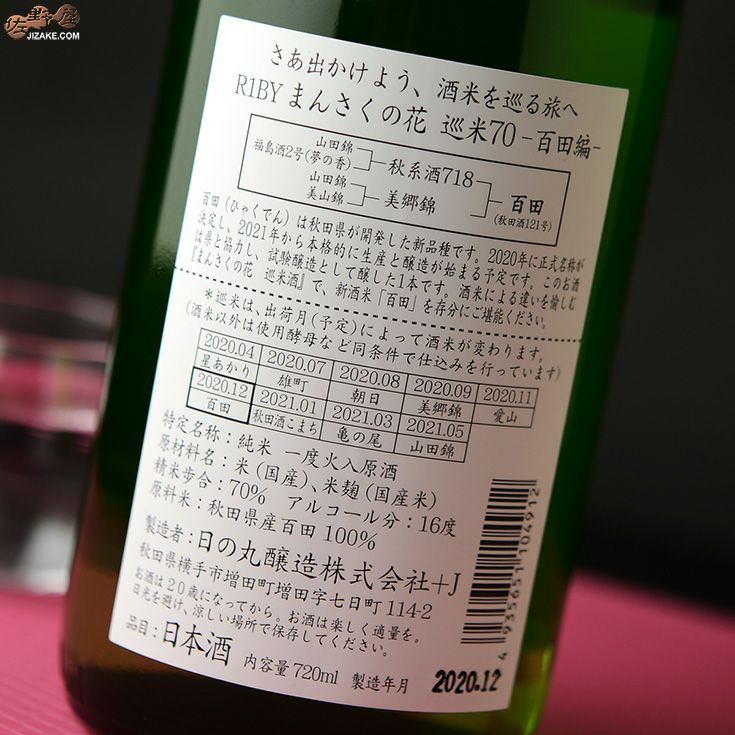 佐野屋
JIZAKE.COM
さあ出かけよう、酒米を巡る旅へ
R1BY まんさくの花 巡米70 -百田編-
山田錦
福島酒2号(夢の香)
秋系酒718
山田錦
美山錦
美郷錦
百田
(秋田酒121号)
百田（ひゃくでん）は秋田県が開発した新品種です。2020年に正式名称が
決定し、2021年から本格的に生産と醸造が始まる予定です。このお酒
は県と協力し、試験醸造として醸した1本です。酒米による違いを愉しむ
『まんさくの花 巡米酒』で、新酒米「百田」を存分にご堪能ください。
＊巡米は、出荷月(予定)によって酒米が変わります。
(酒米以外は使用酵母など同条件で仕込みを行っています)
2020.04 2020.07 2020.08 2020.09 2020.11
星あかり 雄町 朝日 美郷錦 愛山
2020.12 2021.01 2021.03 2021.05
百田 秋田酒こまち 亀の尾 山田錦
特定名称：純米 一度火入原酒
原材料名：米（国産）、米麹（国産米）
精米歩合：70% アルコール分：16度
原料米：秋田県産百田 100%
製造者：日の丸醸造株式会社+J
秋田県横手市増田町増田字七日町114-2
お酒は20歳になってから。お酒は楽しく適量を。
日光を避け、涼しい場所で保存してください。
品目：日本酒 内容量 720ml 製造年月 2020.12
4935651104912